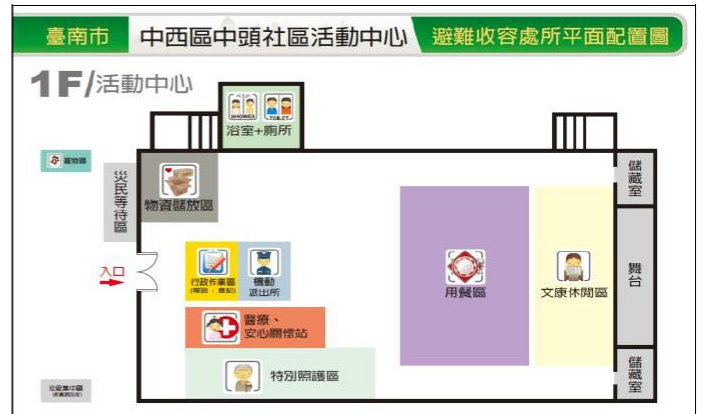 臺南市 中西區中頭社區活動中心 避難收容處所平面配置圖
1F/活動中心
SHOWER TOILET
浴室+廁所
寵物區
災民等待區
物資儲放區
儲藏室
入口
行政作業區
機動
派出所
用餐區
文康休閒區
舞台
醫療、
安心關懷站
特別照護區
儲藏室